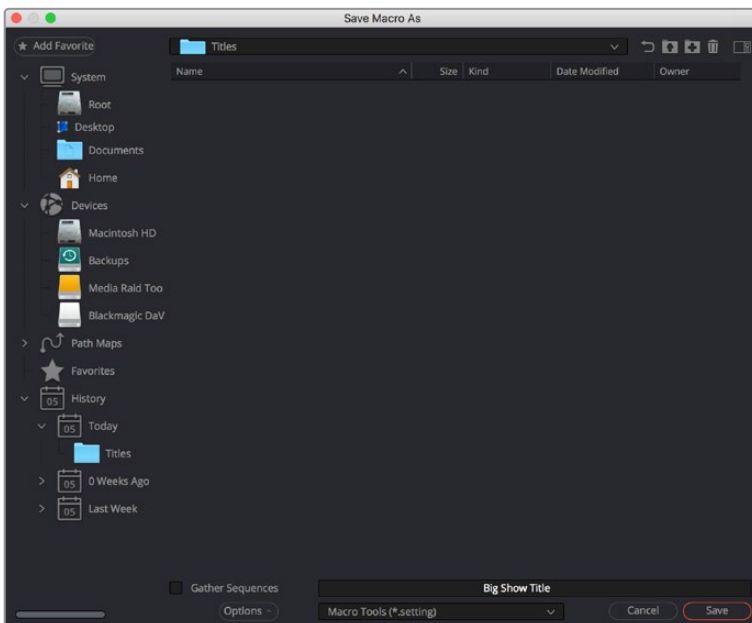 Save Macro As
Add Favorite
Titles
Name Size Kind Date Modified Owner
System
Root
Desktop
Documents
Home
Devices
Macintosh HD
Backups
Media Raid Too
Blackmagic DaV
Path Maps
Favorites
05 History
05 Today
Titles
05 0 Weeks Ago
05 Last Week
Gather Sequences Big Show Title
Options Macro Tools (*.setting) Cancel Save